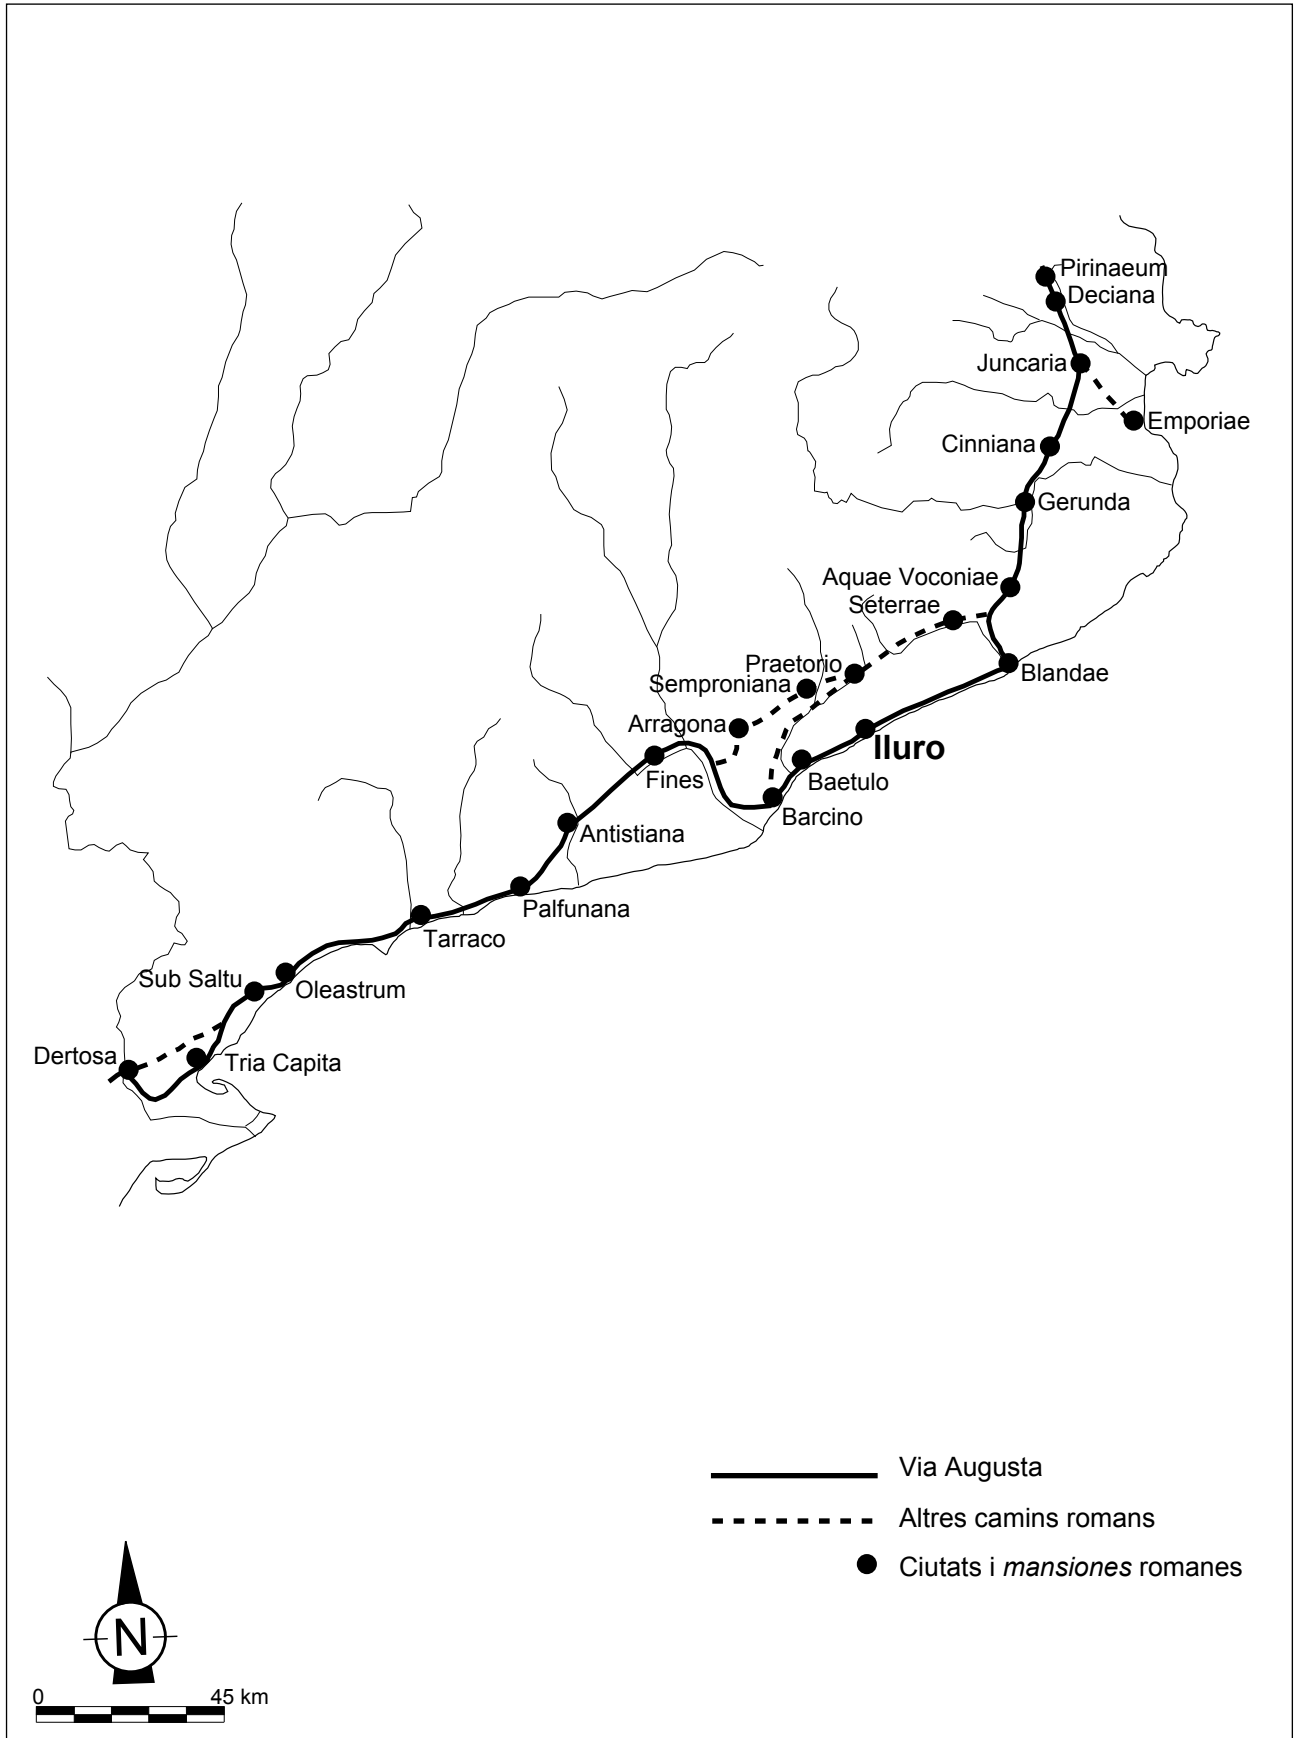 Pirinaeum
Deciana
Juncaria
Emporiae
Cinniana
Gerunda
Aquae Voconiae
Seterrae
Praetorio
Blandae
Semproniana
Arragona
Iluro
Fines
Baetulo
Barcino
Antistiana
Palfunana
Tarraco
Sub Saltu
Oleastrum
Dertosa
Tria Capita
Via Augusta
Altres camins romans
Ciutats i mansiones romanes
N
0 45 km